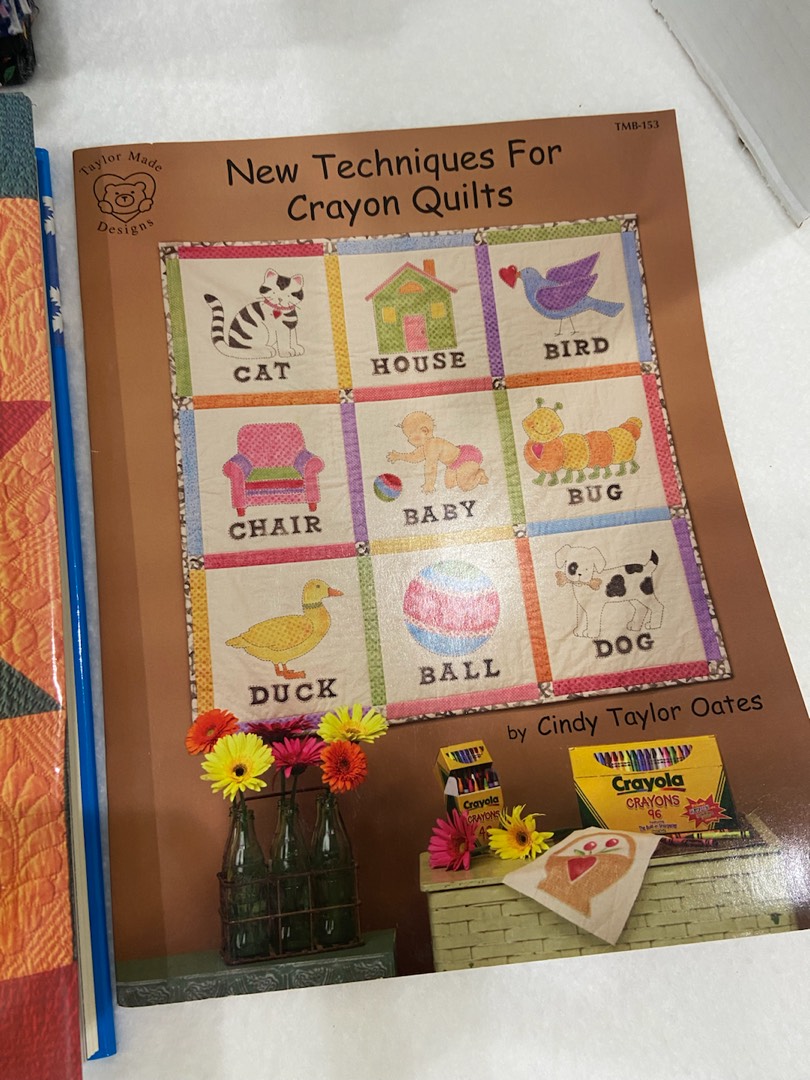 TMB-153
Taylor Made
Designs
New Techniques For
Crayon Quilts
CAT
HOUSE
BIRD
CHAIR
BABY
BUG
DUCK
BALL
DOG
by Cindy Taylor Oates
Crayola
CRAYONS
Crayola
CRAYONS
96